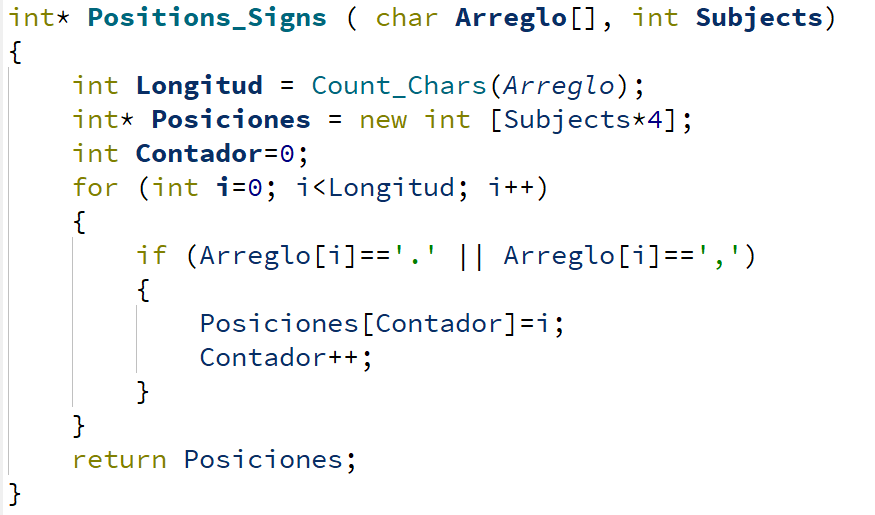 int* Positions_Signs ( char Arreglo[], int Subjects)
{
int Longitud = Count_Chars(Arreglo);
int* Posiciones = new int [Subjects*4];
int Contador=0;
for (int i=0; i<Longitud; i++)
{
if (Arreglo[i]=='.' || Arreglo[i]==',')
{
Posiciones[Contador]=i;
Contador++;
}
}
return Posiciones;
}